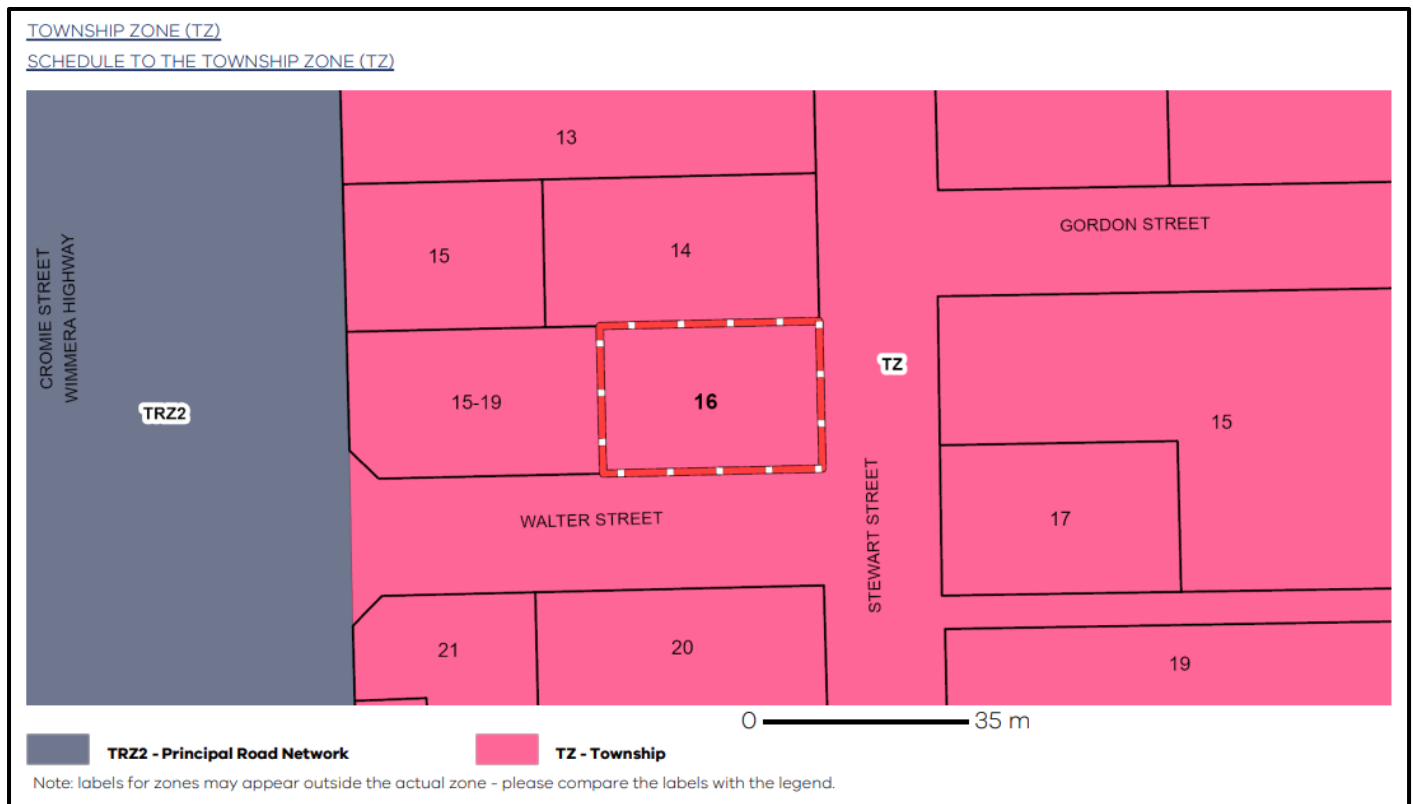 TOWNSHIP ZONE (TZ)
SCHEDULE TO THE TOWNSHIP ZONE (TZ)
13
15
14
GORDON STREET
CROMIE STREET
WIMMERA HIGHWAY
TRZ2
15-19
16
TZ
15
WALTER STREET
STEWART STREET
17
21
20
19
0 35 m
TRZ2 - Principal Road Network
TZ - Township
Note: labels for zones may appear outside the actual zone - please compare the labels with the legend.